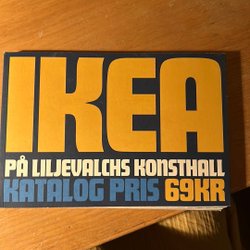 IKEA
PÅ LILJEVALCHS KONSTHALL
KATALOG PRIS 69KR